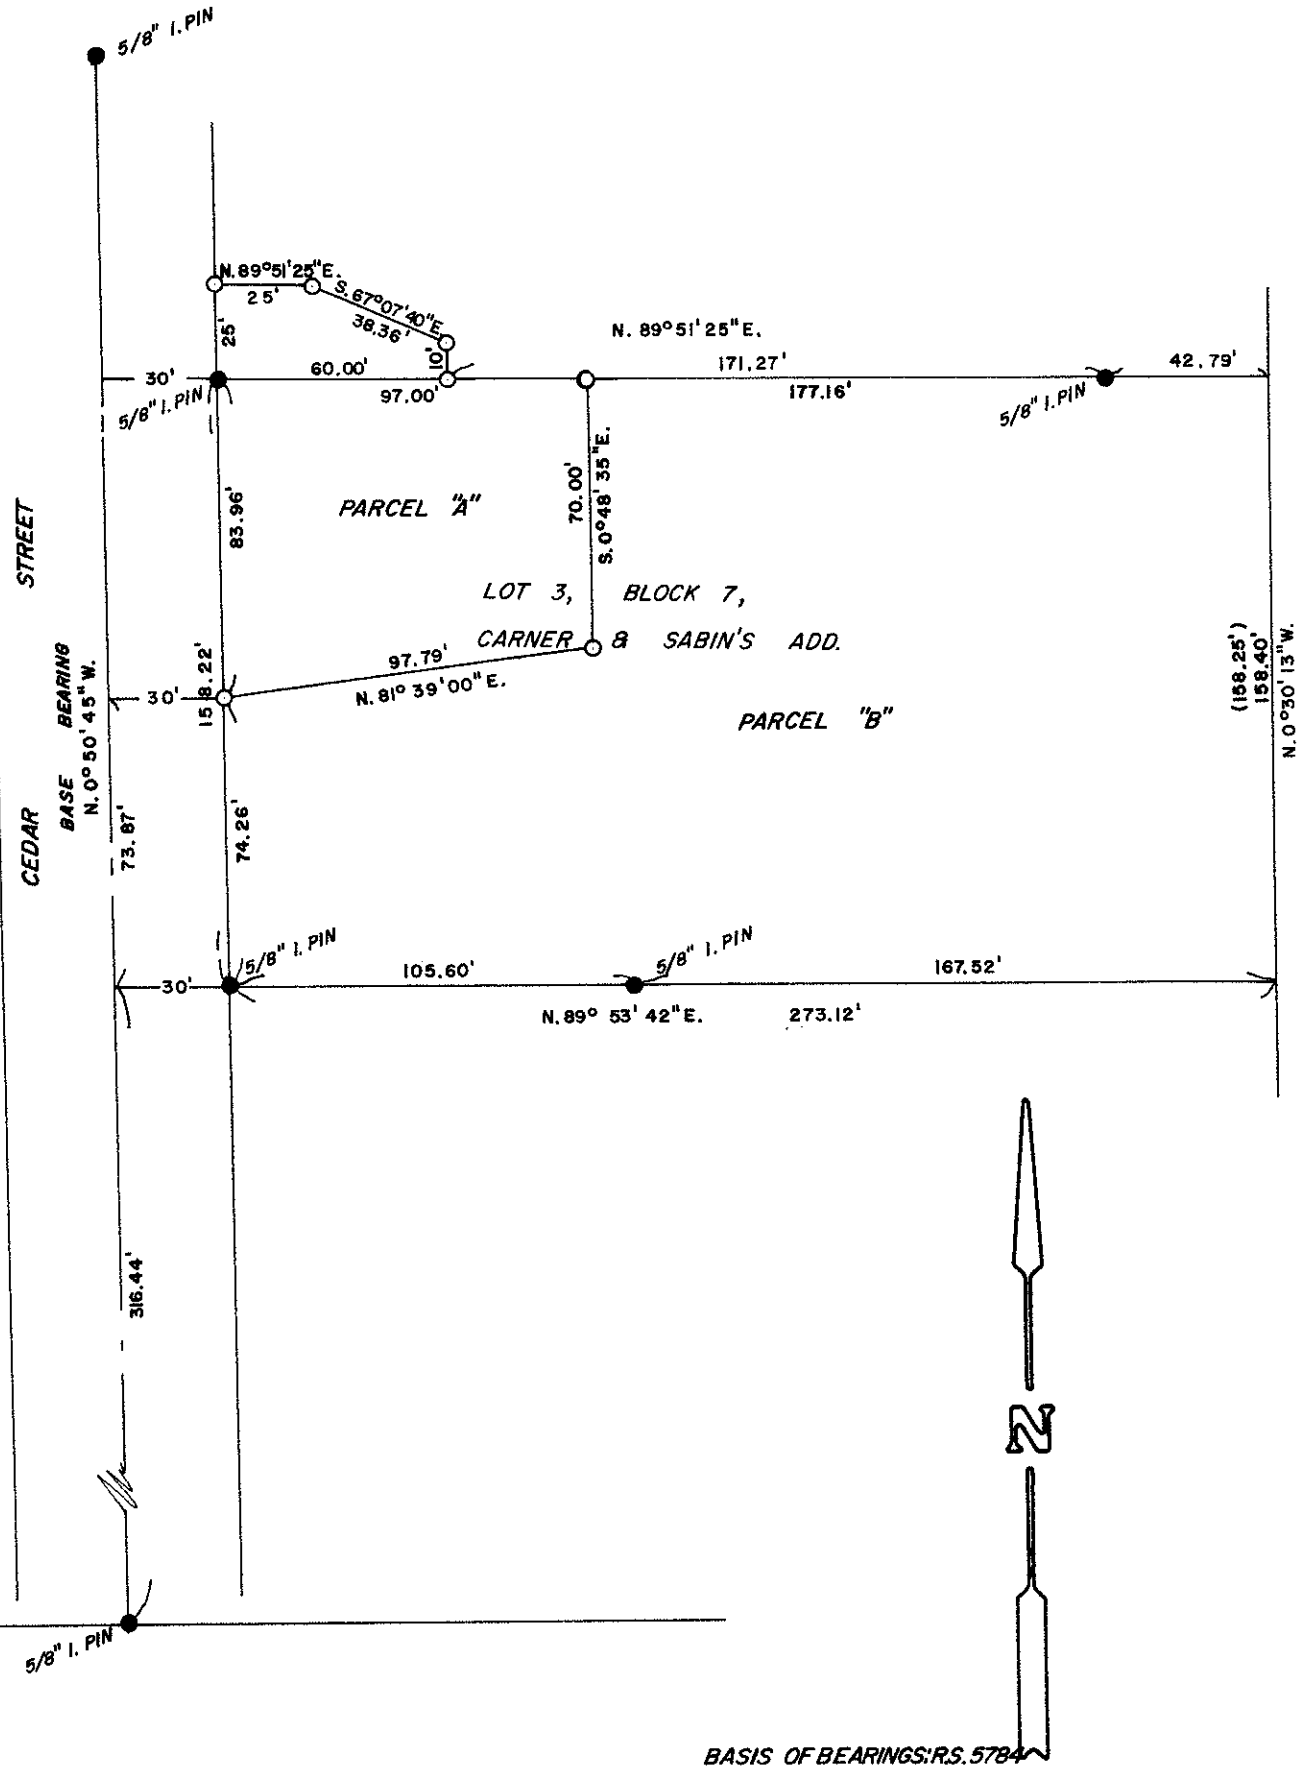 5/8" I. PIN
N. 89°51'25" E.
25'
S. 67°07'40" E.
38.36'
25'
10'
N. 89°51'25" E.
30'
60.00'
171.27'
42.79'
5/8" I. PIN
97.00'
177.16'
5/8" I. PIN
83.96'
PARCEL "A"
70.00'
S. 0°48'35" E.
STREET
LOT 3, BLOCK 7,
CARNER & SABIN'S ADD.
97.79'
N. 81° 39' 00" E.
30'
158.22'
BASE BEARING
N. 0° 50' 45" W.
PARCEL "B"
(158.25')
158.40'
N. 0°30' 13" W.
CEDAR
73.87'
74.26'
5/8" I. PIN
5/8" I. PIN
30'
105.60'
167.52'
N. 89° 53' 42" E. 273.12'
316.44'
N
5/8" I. PIN
BASIS OF BEARINGS: R.S. 5784